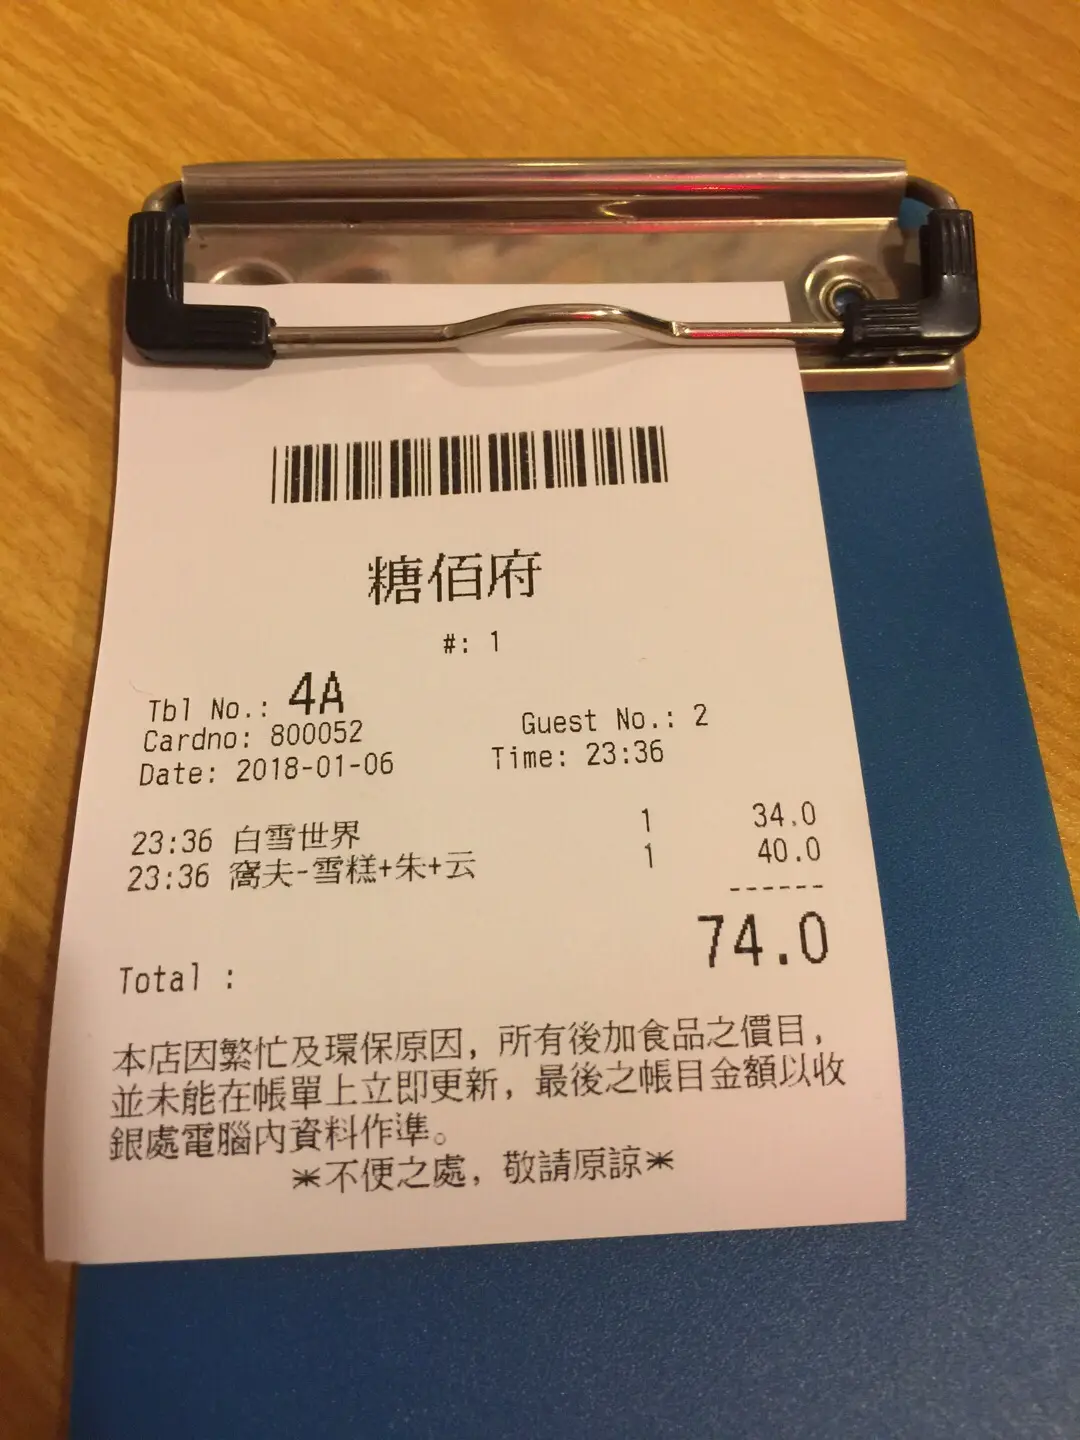 糖佰府
#: 1
Tbl No.: 4A
Cardno: 800052 Guest No.: 2
Date: 2018-01-06 Time: 23:36
23:36 白雪世界 1 34.0
23:36 窩夫-雪糕+朱+云 1 40.0
------
74.0
Total :
本店因繁忙及環保原因, 所有後加食品之價目,
並未能在帳單上立即更新, 最後之帳目金額以收
銀處電腦內資料作準。
*不便之處, 敬請原諒*